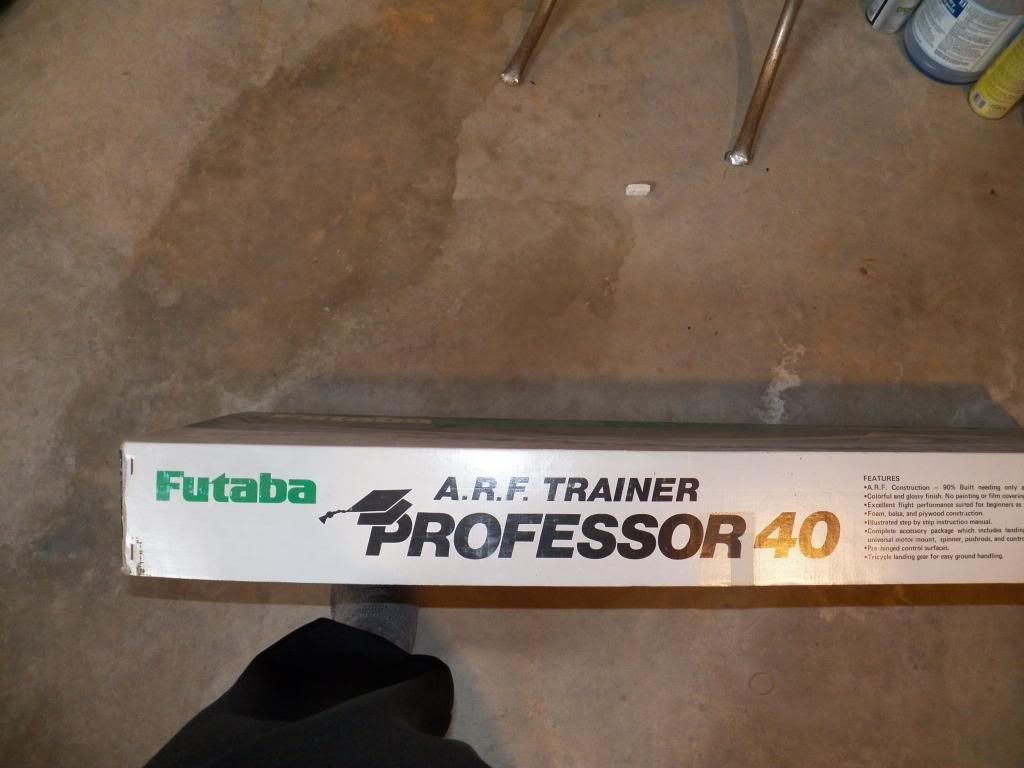 Futaba
A.R.F. TRAINER
PROFESSOR 40
FEATURES
•A.R.F. Construction — 90% Built needing only
•Colorful and glossy finish. No painting or film covering
•Excellent flight performance suited for beginners as
•Foam, balsa, and plywood construction.
•Illustrated step by step instruction manual.
•Complete accessory package which includes landing
universal motor mount, spinner, pushrods, and contro
•Pre-hinged control surfaces.
•Tricycle landing gear for easy ground handling.